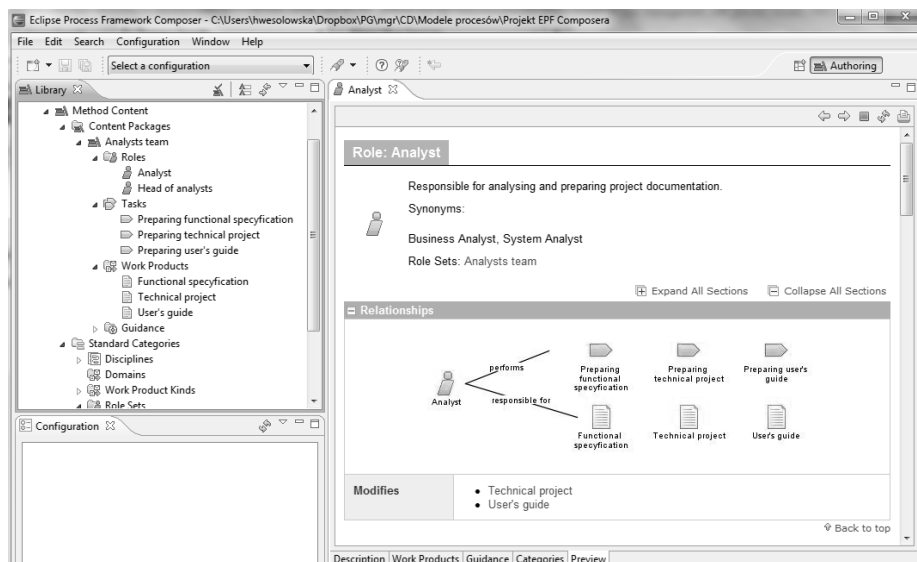 Eclipse Process Framework Composer - C:\Users\hwesolowska\Dropbox\PG\mgr\CD\Modele procesów\Projekt EPF Composera
File Edit Search Configuration Window Help
Select a configuration
Authoring
Library
Method Content
Content Packages
Analysts team
Roles
Analyst
Head of analysts
Tasks
Preparing functional specyfication
Preparing technical project
Preparing user's guide
Work Products
Functional specyfication
Technical project
User's guide
Guidance
Standard Categories
Disciplines
Domains
Work Product Kinds
Role Sets
Configuration
Analyst
Role: Analyst
Responsible for analysing and preparing project documentation.
Synonyms:
Business Analyst, System Analyst
Role Sets: Analysts team
Expand All Sections Collapse All Sections
Relationships
Analyst
performs
responsible for
Preparing functional specyfication
Preparing technical project
Preparing user's guide
Functional specyfication
Technical project
User's guide
Modifies
• Technical project
• User's guide
Back to top
Description Work Products Guidance Categories Preview